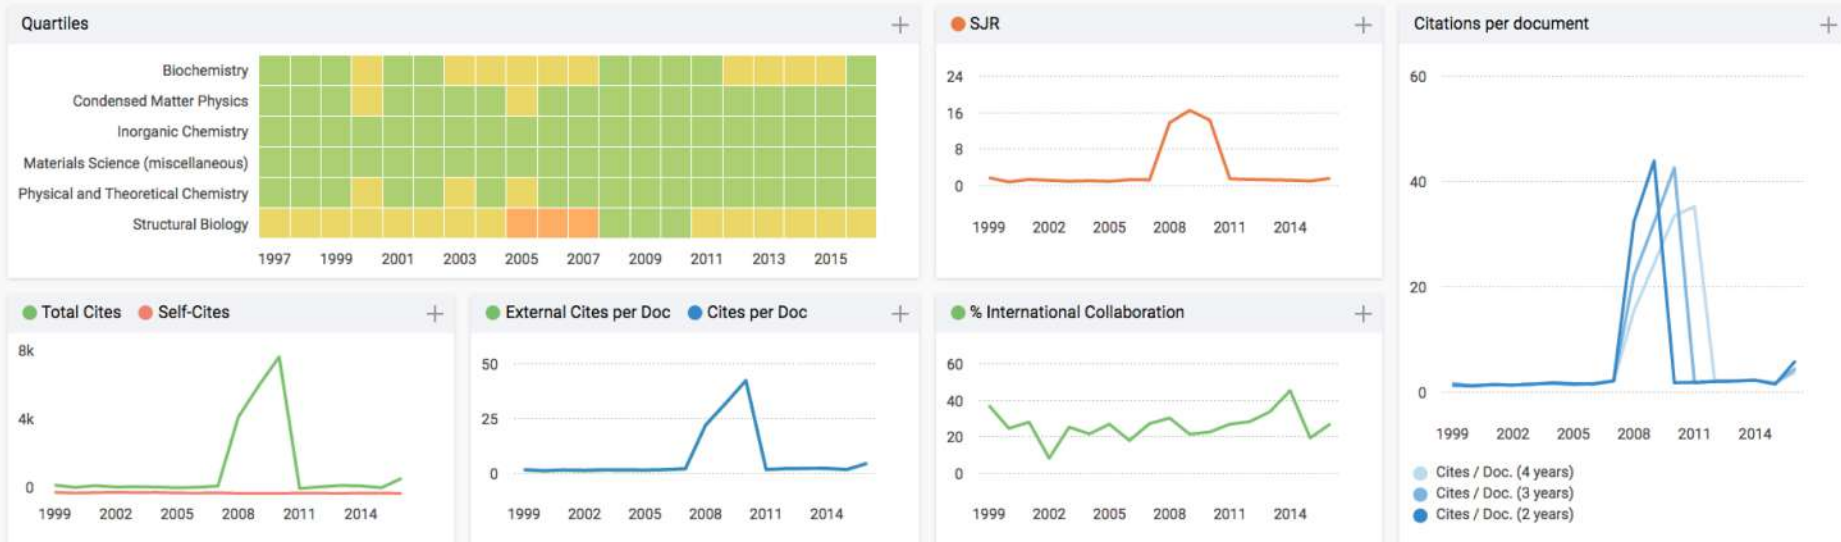 Quartiles
Biochemistry
Condensed Matter Physics
Inorganic Chemistry
Materials Science (miscellaneous)
Physical and Theoretical Chemistry
Structural Biology
1997 1999 2001 2003 2005 2007 2009 2011 2013 2015
SJR
24
16
8
0
1999 2002 2005 2008 2011 2014
Citations per document
60
40
20
0
1999 2002 2005 2008 2011 2014
Cites / Doc. (4 years)
Cites / Doc. (3 years)
Cites / Doc. (2 years)
Total Cites Self-Cites
8k
4k
0
1999 2002 2005 2008 2011 2014
External Cites per Doc Cites per Doc
50
25
0
1999 2002 2005 2008 2011 2014
% International Collaboration
60
40
20
0
1999 2002 2005 2008 2011 2014